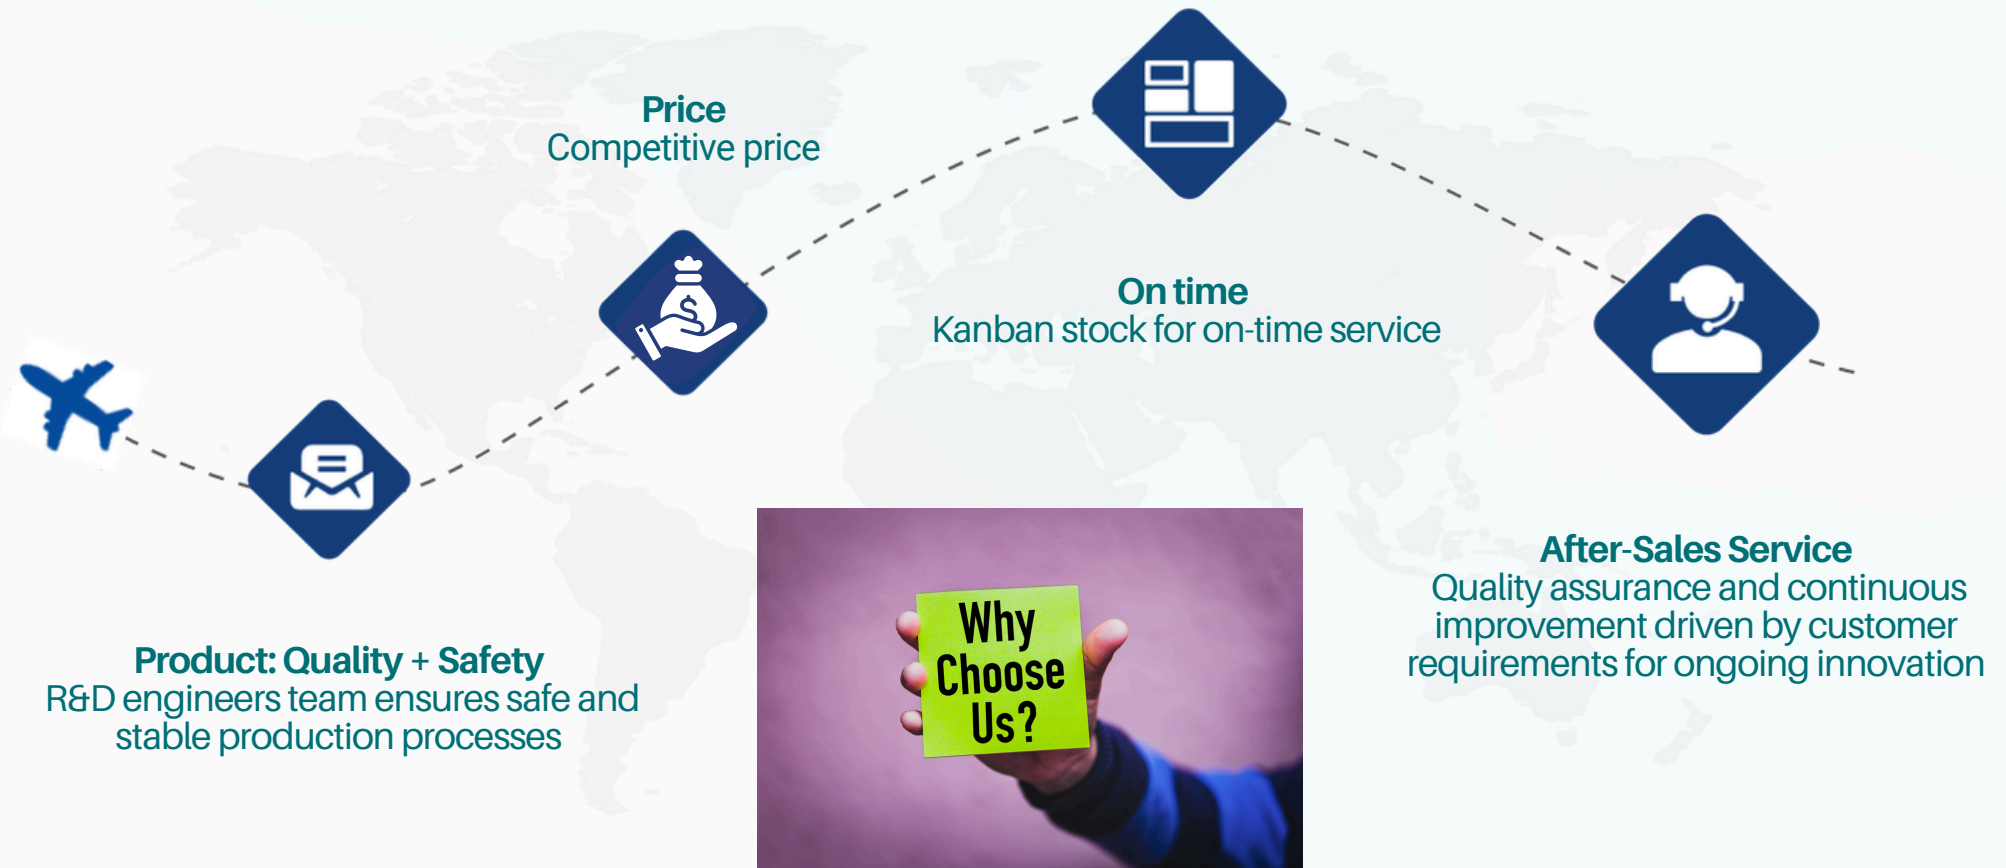 Price
Competitive price
On time
Kanban stock for on-time service
Product: Quality + Safety
R&D engineers team ensures safe and
stable production processes
Why
Choose
Us?
After-Sales Service
Quality assurance and continuous
improvement driven by customer
requirements for ongoing innovation